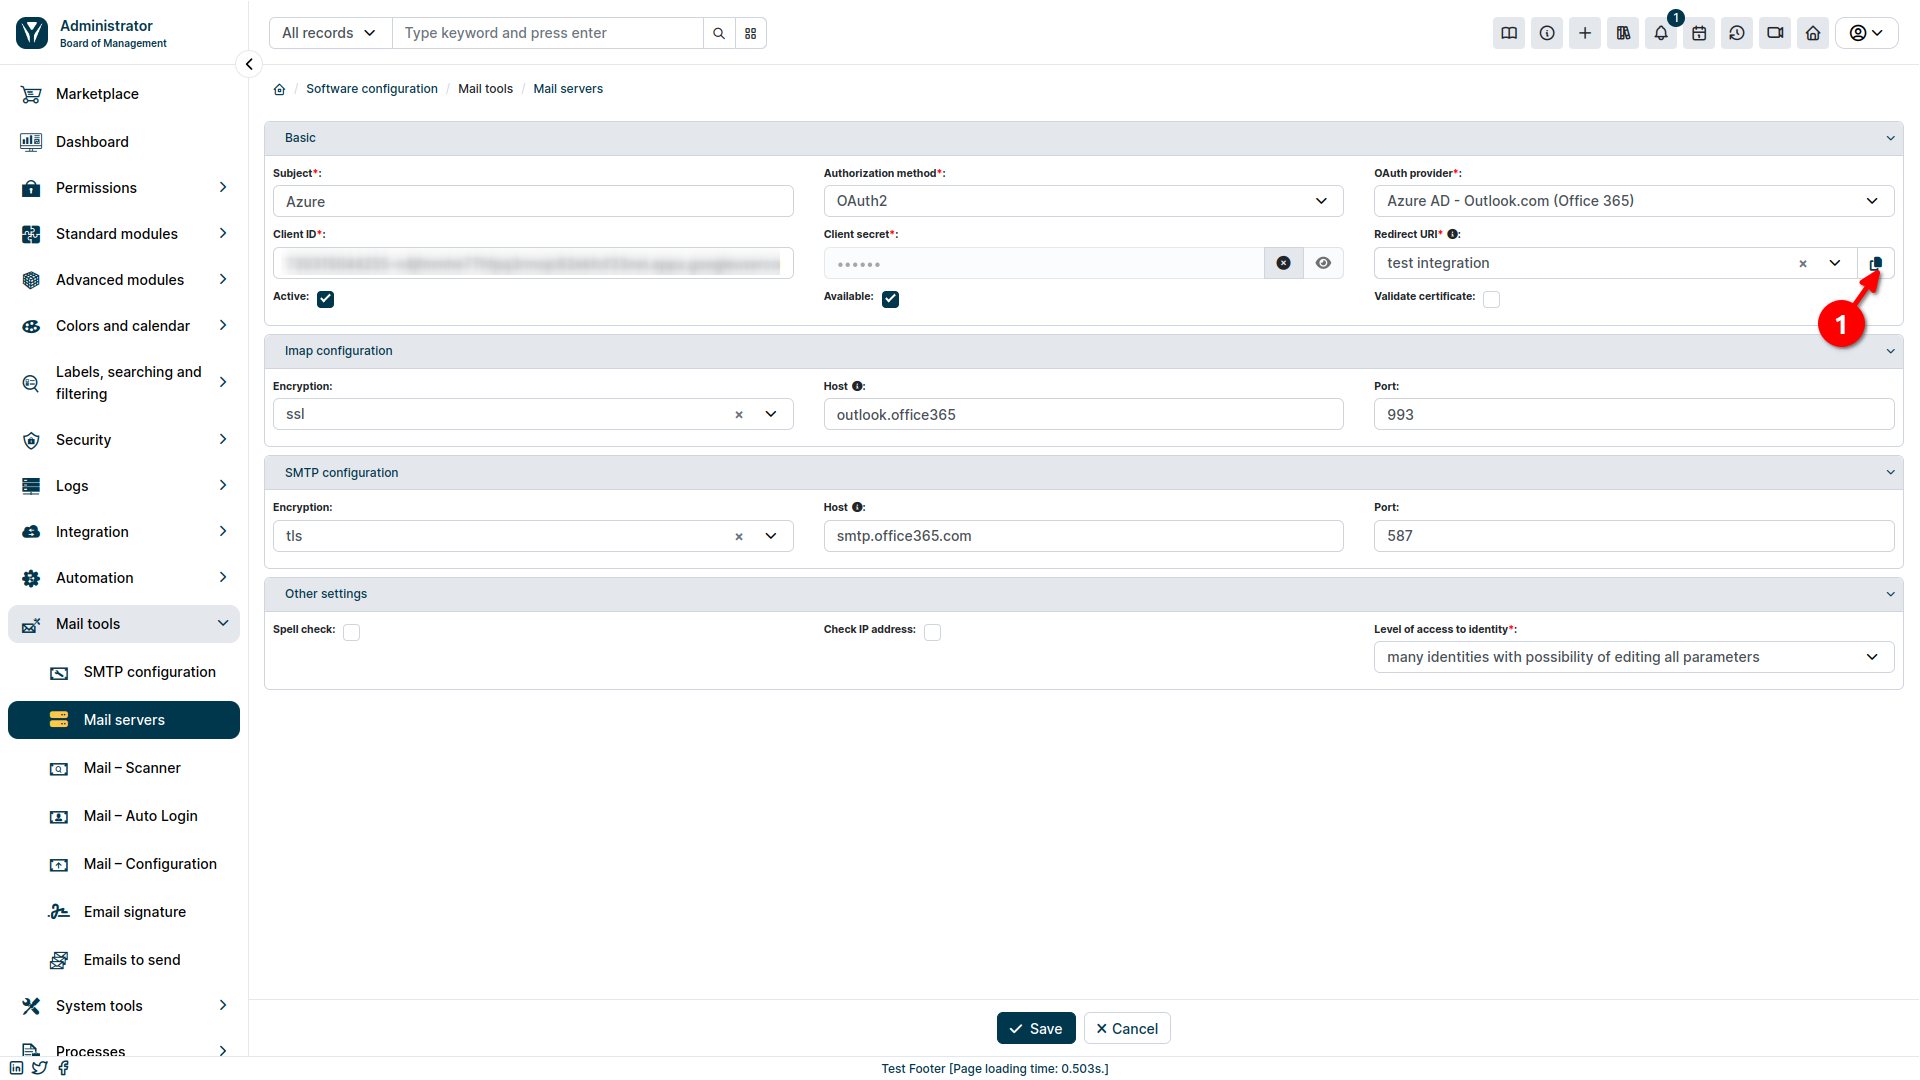 Administrator
Board of Management
All records
Type keyword and press enter
1
Marketplace
Dashboard
Permissions
Standard modules
Advanced modules
Colors and calendar
Labels, searching and
filtering
Security
Logs
Integration
Automation
Mail tools
SMTP configuration
Mail servers
Mail – Scanner
Mail – Auto Login
Mail – Configuration
Email signature
Emails to send
System tools
Processes
/ Software configuration / Mail tools / Mail servers
Basic
Subject*:
Authorization method*:
OAuth provider*:
Azure
OAuth2
Azure AD - Outlook.com (Office 365)
Client ID*:
Client secret*:
Redirect URI*
test integration
Active:
Available:
Validate certificate:
1
Imap configuration
Encryption:
Host
Port:
ssl
outlook.office365
993
SMTP configuration
Encryption:
Host
Port:
tls
smtp.office365.com
587
Other settings
Spell check:
Check IP address:
Level of access to identity*:
many identities with possibility of editing all parameters
Save
Cancel
Test Footer [Page loading time: 0.503s.]